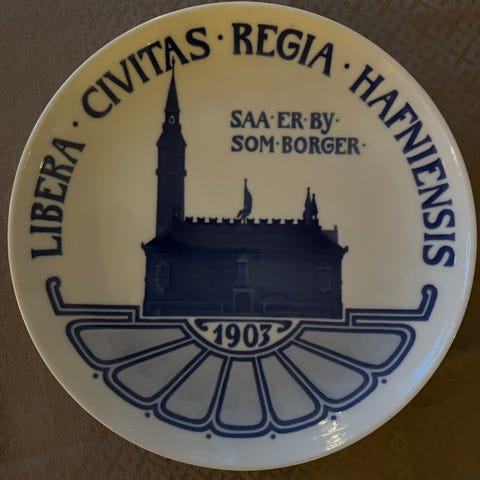 LIBERA · CIVITAS · REGIA · HAFNIENSIS
SAA · ER · BY ·
SOM · BORGER ·
1903